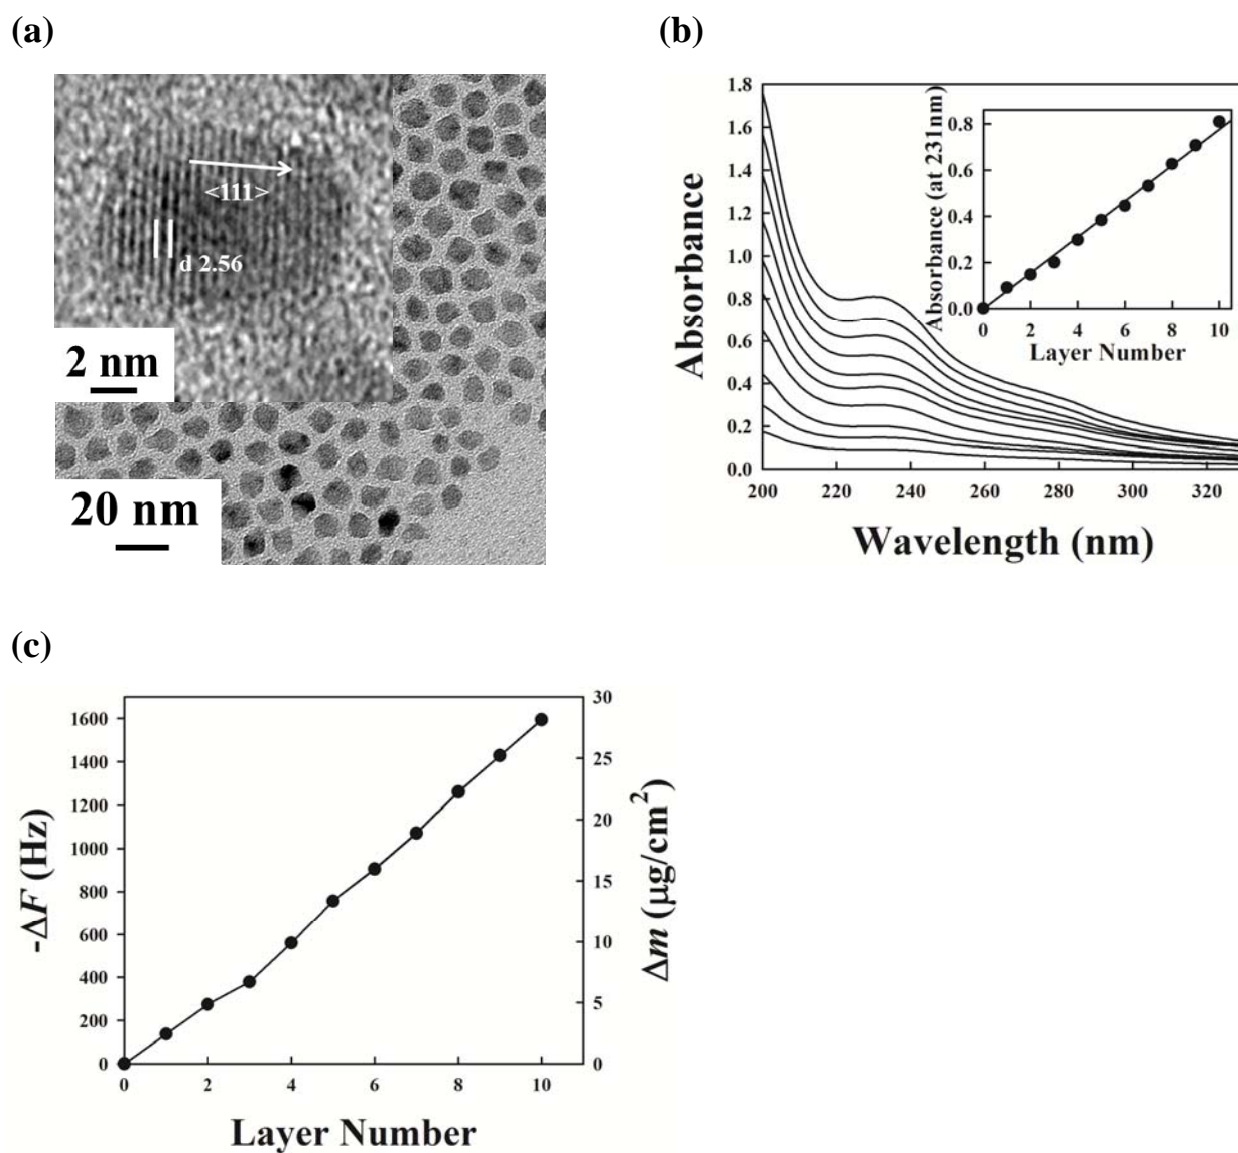 (a)
<111>
d 2.56
2 nm
20 nm
(b)
Absorbance
1.8
1.6
1.4
1.2
1.0
0.8
0.6
0.4
0.2
0.0
200 220 240 260 280 300 320
Wavelength (nm)
Absorbance (at 231nm)
0.8
0.6
0.4
0.2
0.0
0 2 4 6 8 10
Layer Number
(c)
-ΔF (Hz)
1600
1400
1200
1000
800
600
400
200
0
30
25
20
15
10
5
0
Δm (μg/cm²)
0 2 4 6 8 10
Layer Number